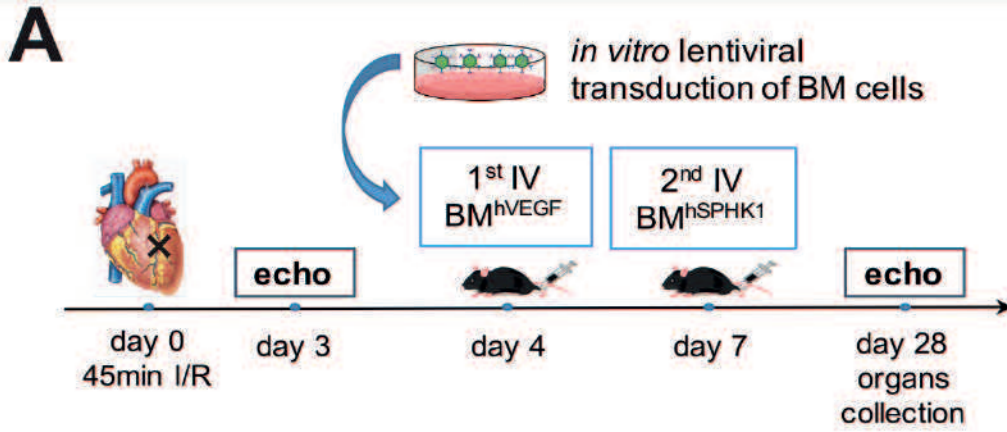 A
in vitro lentiviral
transduction of BM cells
1st IV
BMhVEGF
2nd IV
BMhSPHK1
echo
echo
day 0
45min I/R
day 3
day 4
day 7
day 28
organs
collection